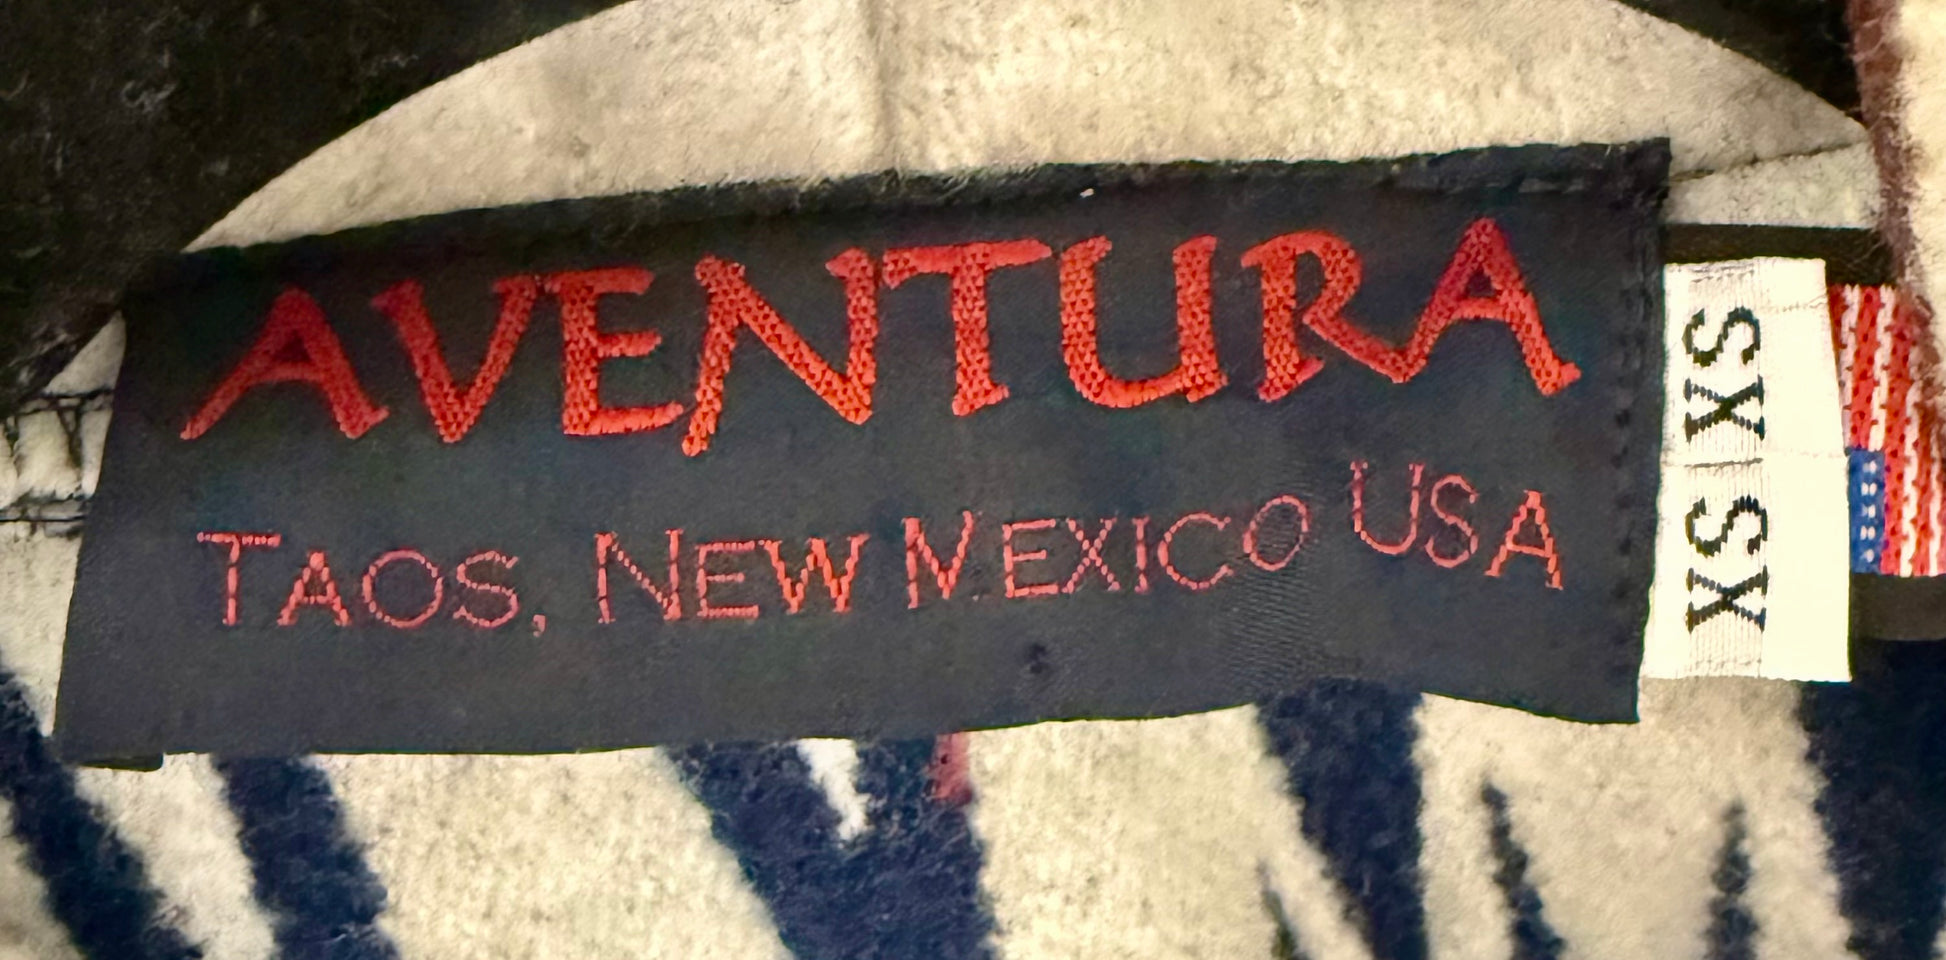 AVENTURA
TAOS, NEW MEXICO USA
XS XS